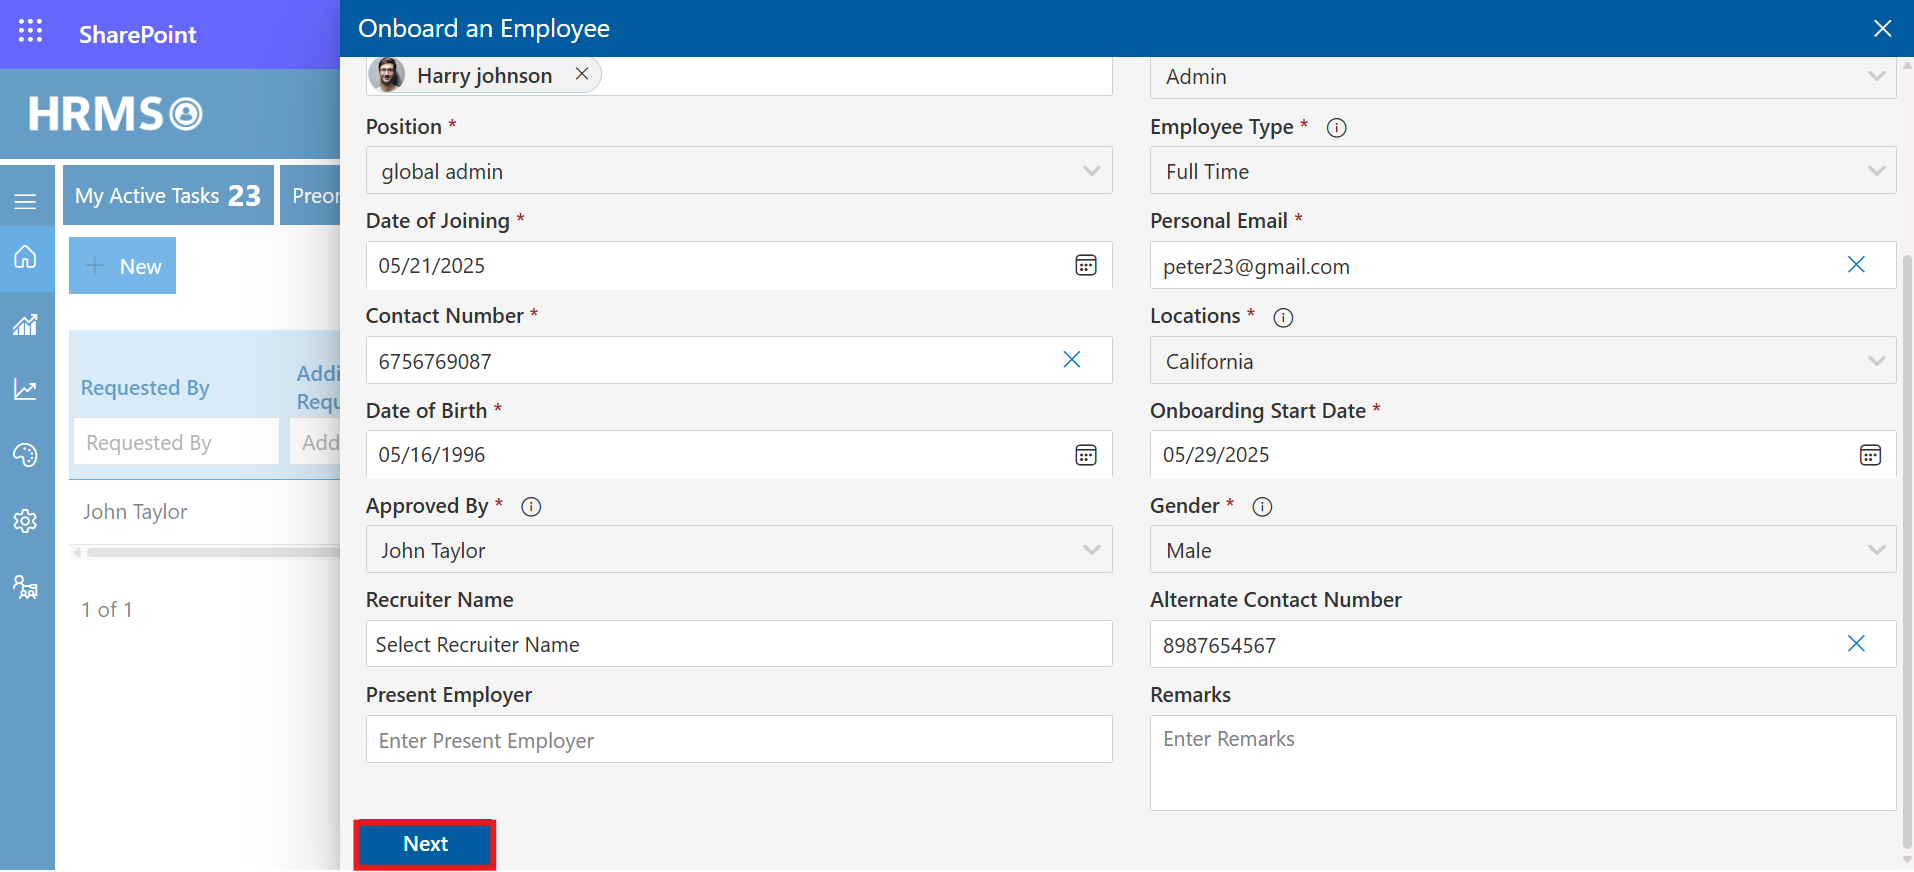 SharePoint
Onboard an Employee
HRMS
My Active Tasks 23
Preor
New
Requested By
Addi
Requ
Requested By
Add
John Taylor
1 of 1
Harry johnson
Admin
Position *
Employee Type *
global admin
Full Time
Date of Joining *
Personal Email *
05/21/2025
peter23@gmail.com
Contact Number *
Locations *
6756769087
California
Date of Birth *
Onboarding Start Date *
05/16/1996
05/29/2025
Approved By *
Gender *
John Taylor
Male
Recruiter Name
Alternate Contact Number
Select Recruiter Name
8987654567
Present Employer
Remarks
Enter Present Employer
Enter Remarks
Next